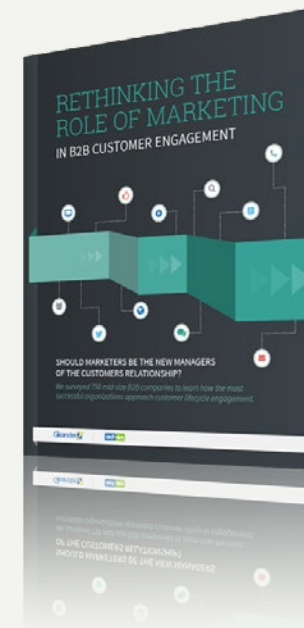 RETHINKING THE
ROLE OF MARKETING
IN B2B CUSTOMER ENGAGEMENT
SHOULD MARKETERS BE THE NEW MANAGERS
OF THE CUSTOMERS RELATIONSHIP?
We surveyed 750 mid-size B2B companies to learn how the most
successful organizations approach customer lifecycle engagement.